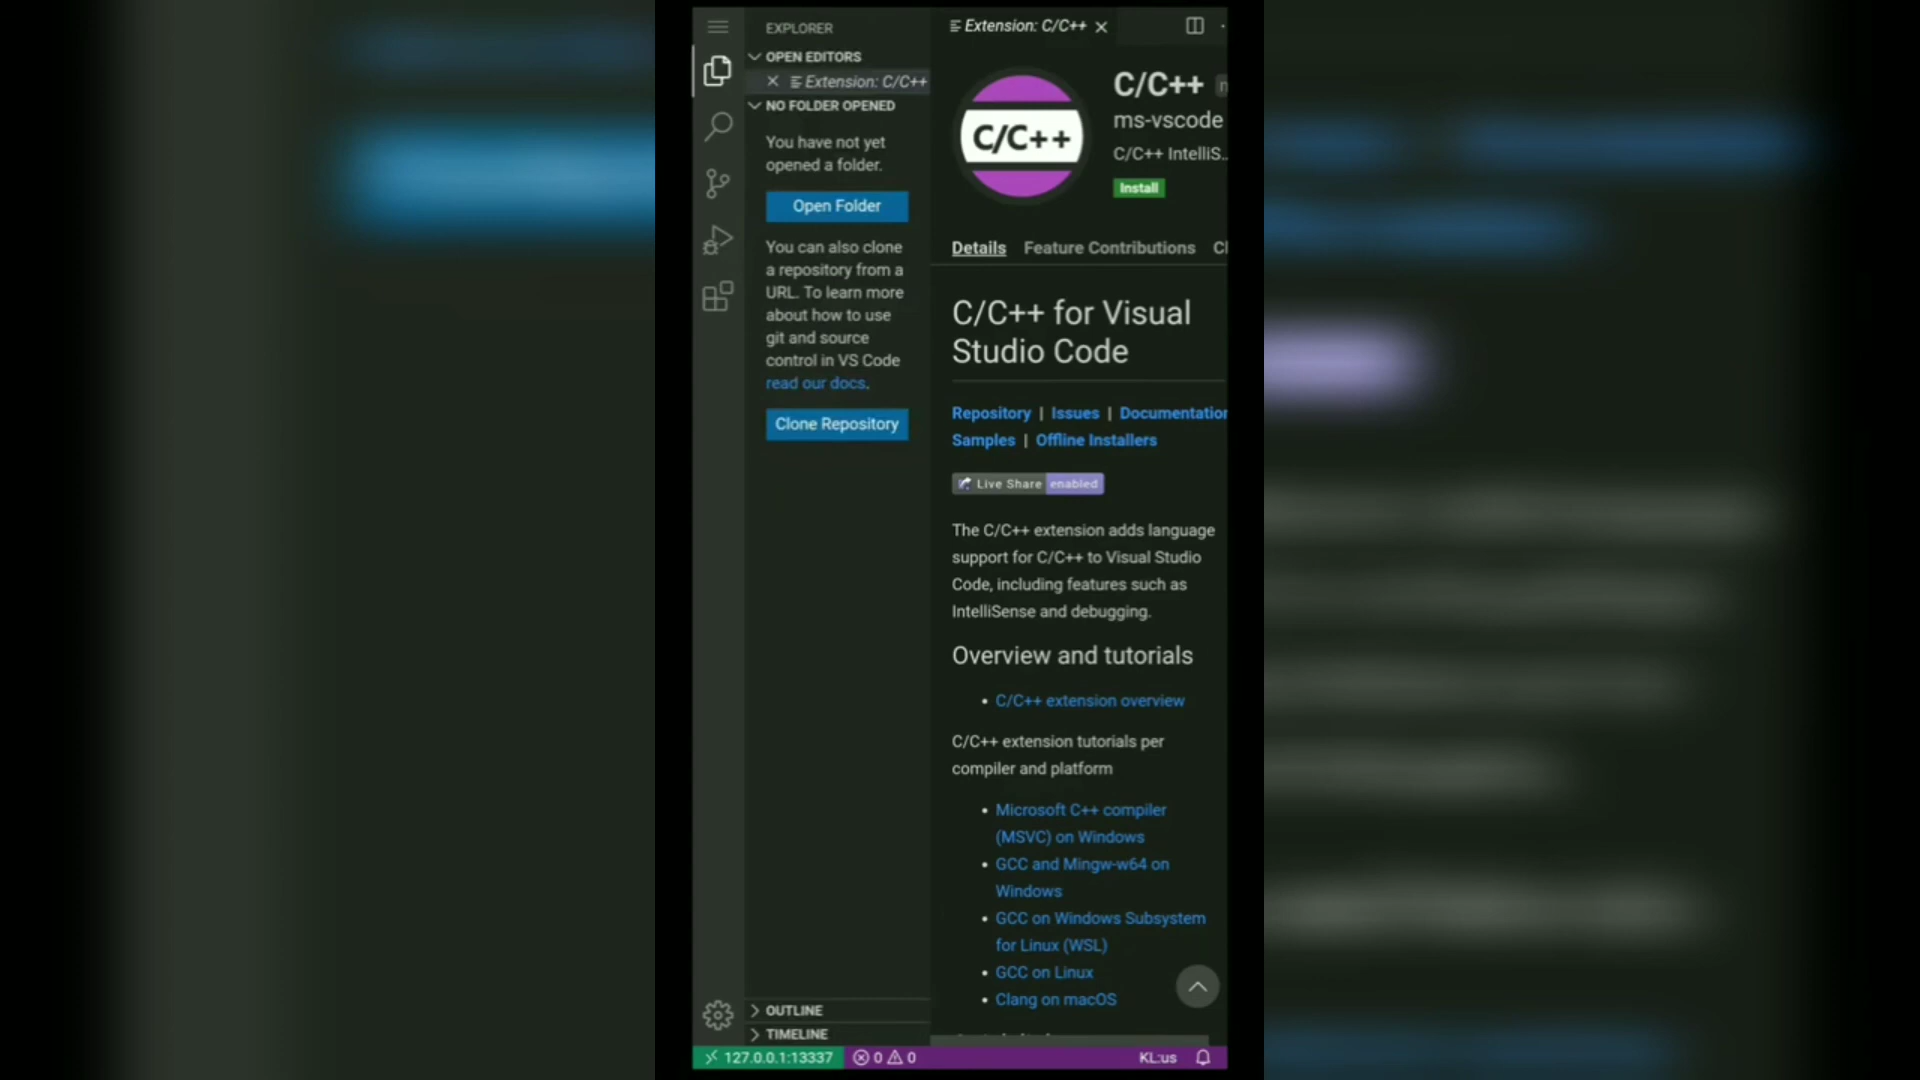 EXPLORER
OPEN EDITORS
Extension: C/C++
NO FOLDER OPENED
You have not yet
opened a folder.
Open Folder
You can also clone
a repository from a
URL. To learn more
about how to use
git and source
control in VS Code
read our docs.
Clone Repository
OUTLINE
TIMELINE
Extension: C/C++
C/C++
C/C++
ms-vscode
C/C++ IntelliS...
Install
Details Feature Contributions
C/C++ for Visual
Studio Code
Repository | Issues | Documentation
Samples | Offline Installers
Live Share enabled
The C/C++ extension adds language
support for C/C++ to Visual Studio
Code, including features such as
IntelliSense and debugging.
Overview and tutorials
• C/C++ extension overview
C/C++ extension tutorials per
compiler and platform
• Microsoft C++ compiler
(MSVC) on Windows
• GCC and Mingw-w64 on
Windows
• GCC on Windows Subsystem
for Linux (WSL)
• GCC on Linux
• Clang on macOS
127.0.0.1:13337 0 0 KL:us